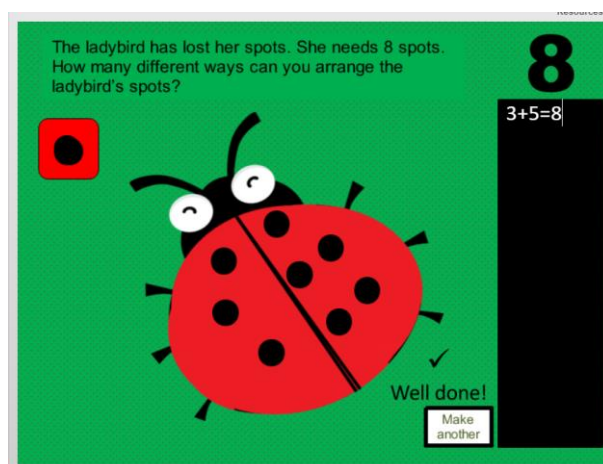 Resources
The ladybird has lost her spots. She needs 8 spots.
How many different ways can you arrange the
ladybird's spots?
8
3+5=8
Well done!
Make
another